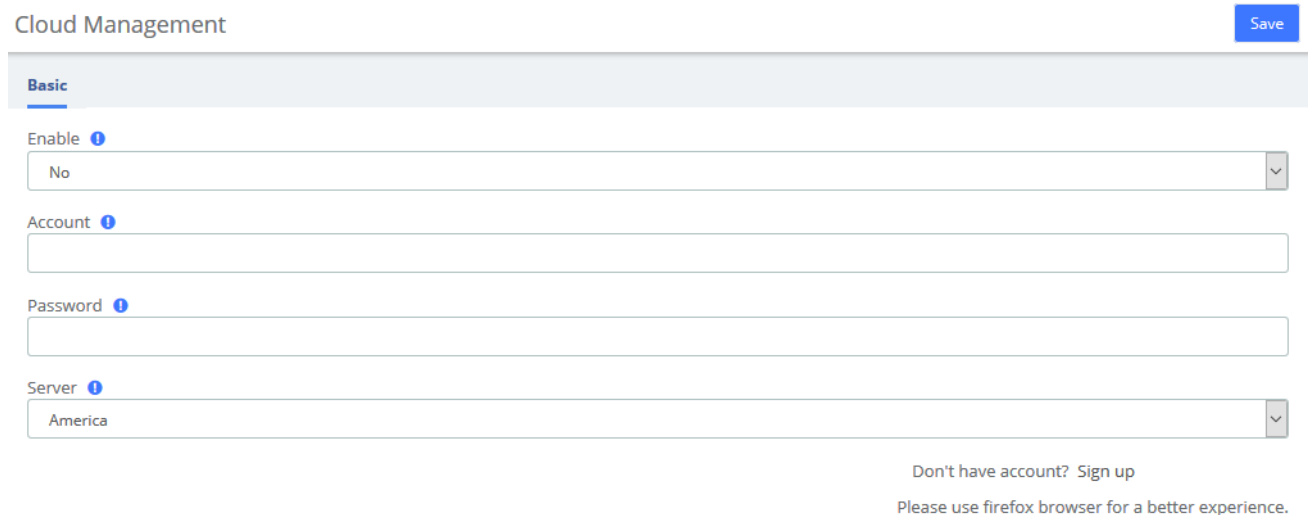 Cloud Management
Save
Basic
Enable
No
Account
Password
Server
America
Don't have account? Sign up
Please use firefox browser for a better experience.